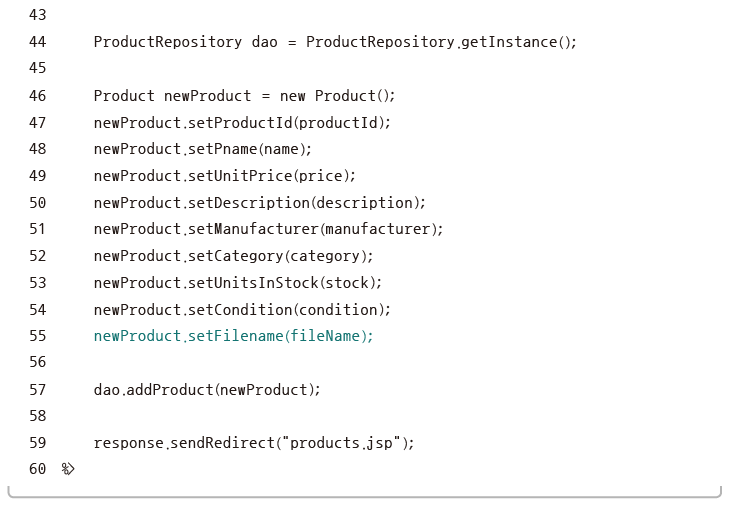 43
44 ProductRepository dao = ProductRepository.getInstance();
45
46 Product newProduct = new Product();
47 newProduct.setProductId(productId);
48 newProduct.setPname(name);
49 newProduct.setUnitPrice(price);
50 newProduct.setDescription(description);
51 newProduct.setManufacturer(manufacturer);
52 newProduct.setCategory(category);
53 newProduct.setUnitsInStock(stock);
54 newProduct.setCondition(condition);
55 newProduct.setFilename(fileName);
56
57 dao.addProduct(newProduct);
58
59 response.sendRedirect("products.jsp");
60 %>